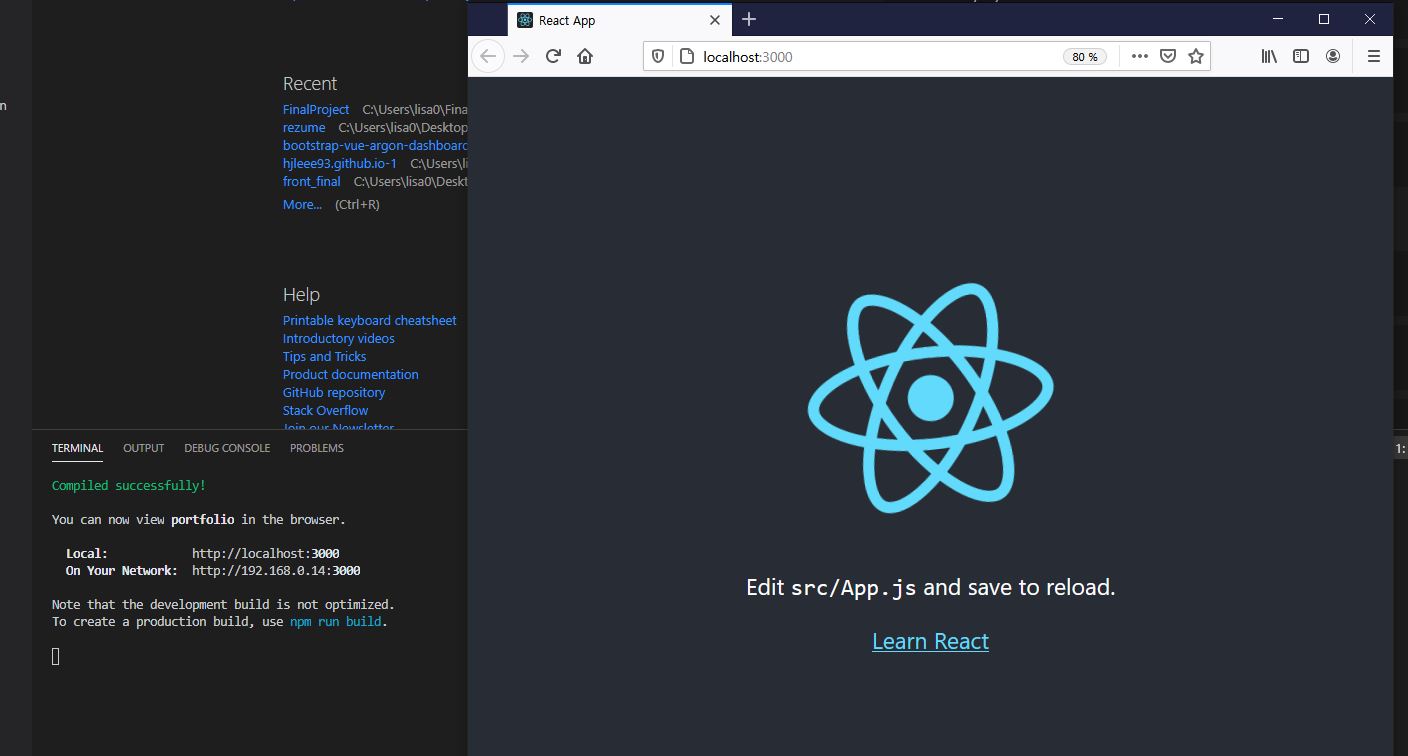 n
Recent
FinalProject C:\Users\lisa0\Fina
rezume C:\Users\lisa0\Desktop
bootstrap-vue-argon-dashboard
hjleee93.github.io-1 C:\Users\li
front_final C:\Users\lisa0\Deskt
More... (Ctrl+R)
Help
Printable keyboard cheatsheet
Introductory videos
Tips and Tricks
Product documentation
GitHub repository
Stack Overflow
Join our Newsletter
TERMINAL OUTPUT DEBUG CONSOLE PROBLEMS
Compiled successfully!
You can now view portfolio in the browser.
Local: http://localhost:3000
On Your Network: http://192.168.0.14:3000
Note that the development build is not optimized.
To create a production build, use npm run build.
React App
localhost:3000 80 %
Edit src/App.js and save to reload.
Learn React
1: